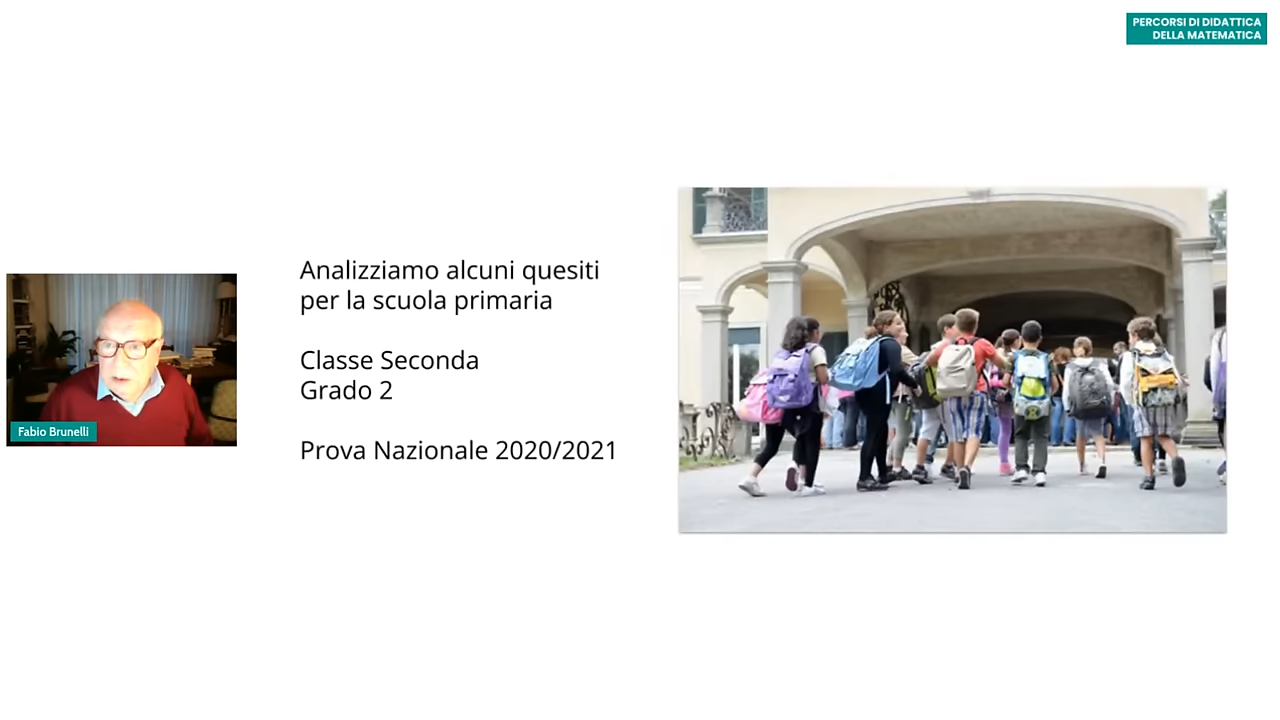 PERCORSI DI DIDATTICA
DELLA MATEMATICA
Analizziamo alcuni quesiti
per la scuola primaria
Classe Seconda
Grado 2
Prova Nazionale 2020/2021
Fabio Brunelli